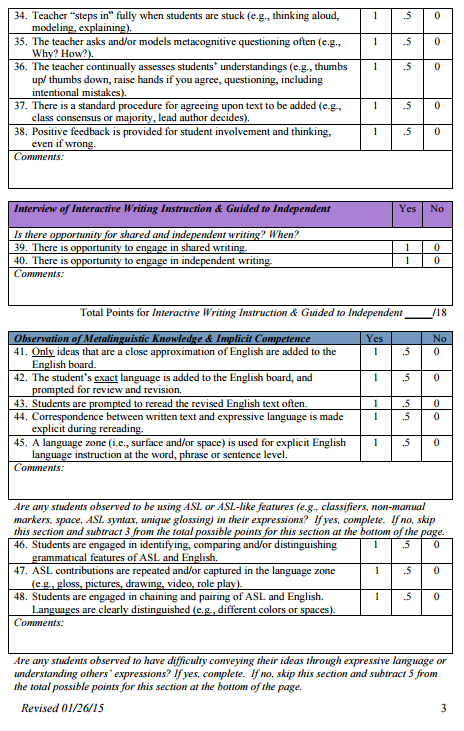 34. Teacher “steps in” fully when students are stuck (e.g., thinking aloud, 1 .5 0
modeling, explaining).
35. The teacher asks and/or models metacognitive questioning often (e.g., 1 .5 0
Why? How?).
36. The teacher continually assesses students’ understandings (e.g., thumbs 1 .5 0
up/ thumbs down, raise hands if you agree, questioning, including
intentional mistakes).
37. There is a standard procedure for agreeing upon text to be added (e.g., 1 .5 0
class consensus or majority, lead author decides).
38. Positive feedback is provided for student involvement and thinking, 1 .5 0
even if wrong.
Comments:
Interview of Interactive Writing Instruction & Guided to Independent Yes No
Is there opportunity for shared and independent writing? When?
39. There is opportunity to engage in shared writing. 1 0
40. There is opportunity to engage in independent writing. 1 0
Comments:
Total Points for Interactive Writing Instruction & Guided to Independent _____/18
Observation of Metalinguistic Knowledge & Implicit Competence Yes No
41. Only ideas that are a close approximation of English are added to the 1 .5 0
English board.
42. The student’s exact language is added to the English board, and 1 .5 0
prompted for review and revision.
43. Students are prompted to reread the revised English text often. 1 .5 0
44. Correspondence between written text and expressive language is made 1 .5 0
explicit during rereading.
45. A language zone (i.e., surface and/or space) is used for explicit English 1 .5 0
language instruction at the word, phrase or sentence level.
Comments:
Are any students observed to be using ASL or ASL-like features (e.g., classifiers, non-manual
markers, space, ASL syntax, unique glossing) in their expressions? If yes, complete. If no, skip
this section and subtract 3 from the total possible points for this section at the bottom of the page.
46. Students are engaged in identifying, comparing and/or distinguishing 1 .5 0
grammatical features of ASL and English.
47. ASL contributions are repeated and/or captured in the language zone 1 .5 0
(e.g., gloss, pictures, drawing, video, role play).
48. Students are engaged in chaining and pairing of ASL and English. 1 .5 0
Languages are clearly distinguished (e.g., different colors or spaces).
Comments:
Are any students observed to have difficulty conveying their ideas through expressive language or
understanding others’ expressions? If yes, complete. If no, skip this section and subtract 5 from
the total possible points for this section at the bottom of the page.
Revised 01/26/15 3